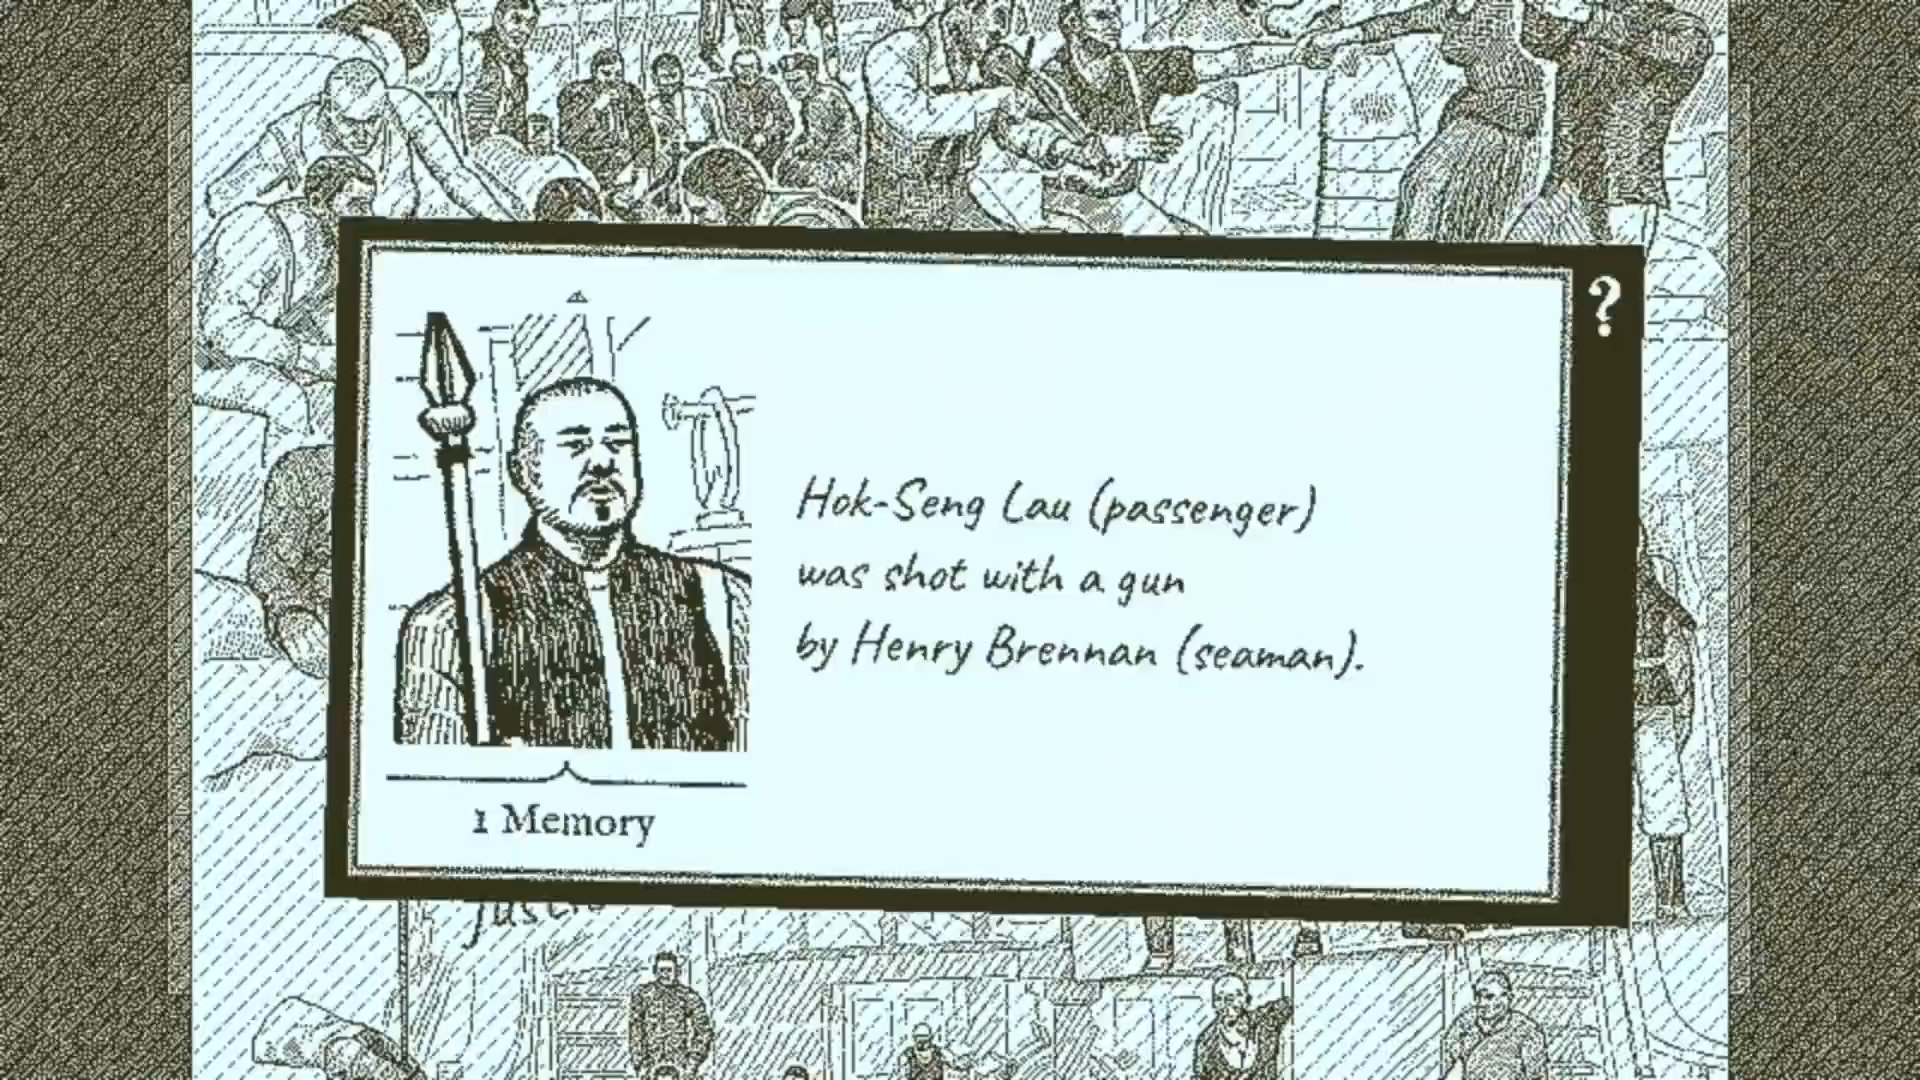 ?
Hok-Seng Lau (passenger)
was shot with a gun
by Henry Brennan (seaman).
1 Memory